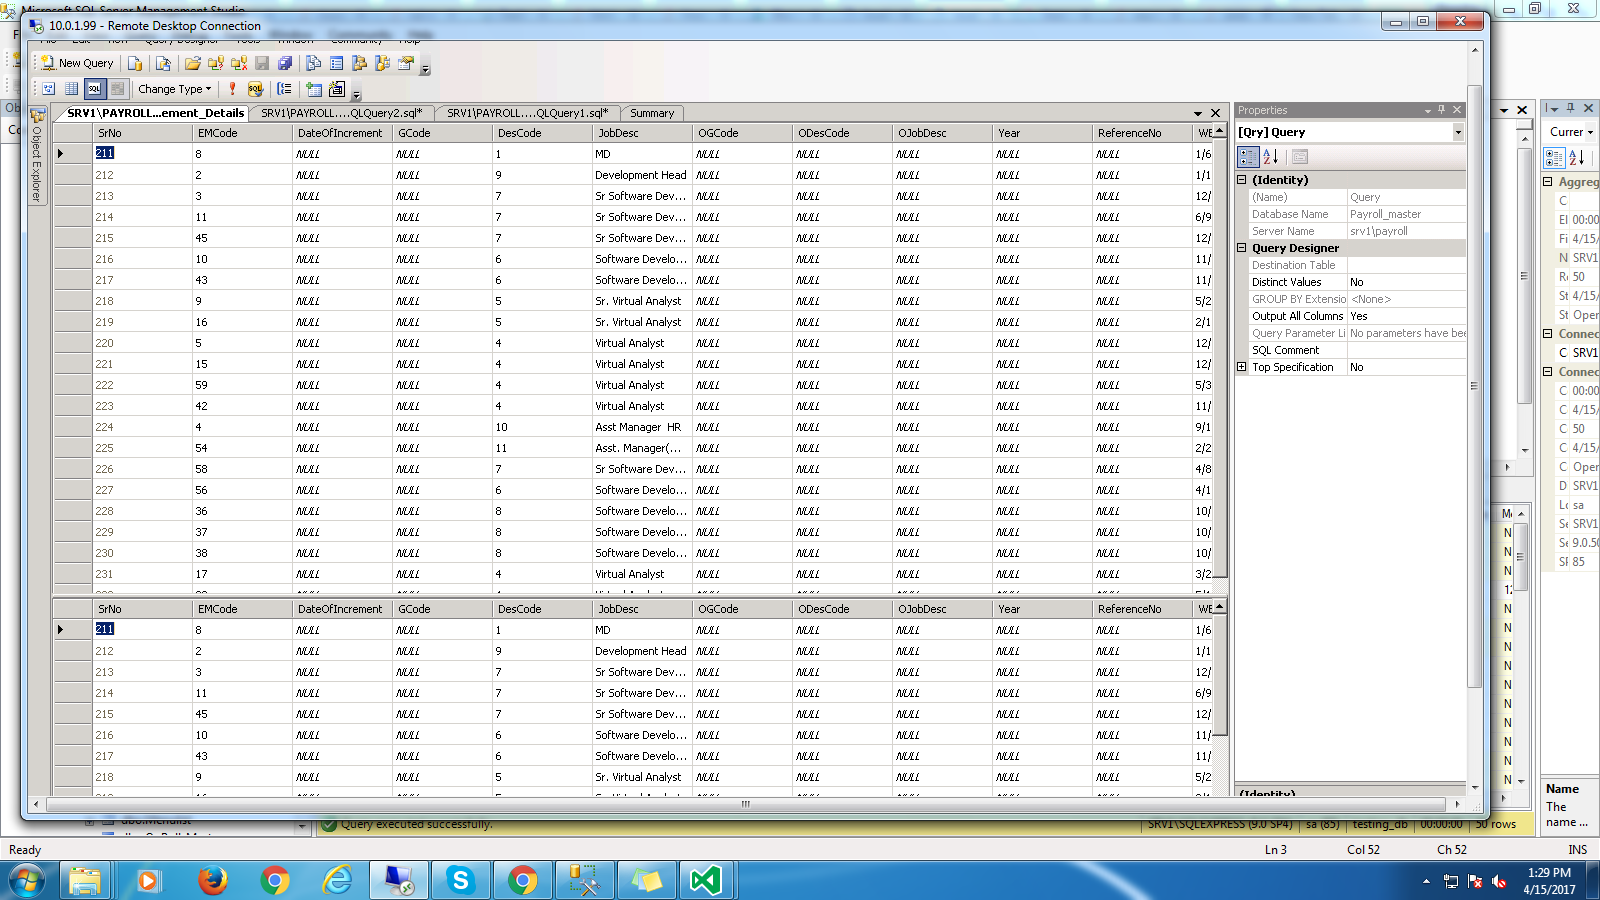 Microsoft SQL Server Management Studio
10.0.1.99 - Remote Desktop Connection
New Query
Change Type
SRV1\PAYROLL...ement_Details SRV1\PAYROLL....QLQuery2.sql* SRV1\PAYROLL....QLQuery1.sql* Summary
Object Explorer
SrNo EMCode DateOfIncrement GCode DesCode JobDesc OGCode ODesCode OJobDesc Year ReferenceNo WE
211 8 NULL NULL 1 MD NULL NULL NULL NULL NULL 1/6
212 2 NULL NULL 9 Development Head NULL NULL NULL NULL NULL 1/1
213 3 NULL NULL 7 Sr Software Dev... NULL NULL NULL NULL NULL 12/
214 11 NULL NULL 7 Sr Software Dev... NULL NULL NULL NULL NULL 6/9
215 45 NULL NULL 7 Sr Software Dev... NULL NULL NULL NULL NULL 12/
216 10 NULL NULL 6 Software Develo... NULL NULL NULL NULL NULL 11/
217 43 NULL NULL 6 Software Develo... NULL NULL NULL NULL NULL 11/
218 9 NULL NULL 5 Sr. Virtual Analyst NULL NULL NULL NULL NULL 5/2
219 16 NULL NULL 5 Sr. Virtual Analyst NULL NULL NULL NULL NULL 2/1
220 5 NULL NULL 4 Virtual Analyst NULL NULL NULL NULL NULL 12/
221 15 NULL NULL 4 Virtual Analyst NULL NULL NULL NULL NULL 12/
222 59 NULL NULL 4 Virtual Analyst NULL NULL NULL NULL NULL 5/3
223 42 NULL NULL 4 Virtual Analyst NULL NULL NULL NULL NULL 11/
224 4 NULL NULL 10 Asst Manager HR NULL NULL NULL NULL NULL 9/1
225 54 NULL NULL 11 Asst. Manager(... NULL NULL NULL NULL NULL 2/2
226 58 NULL NULL 7 Sr Software Dev... NULL NULL NULL NULL NULL 4/8
227 56 NULL NULL 6 Software Develo... NULL NULL NULL NULL NULL 4/1
228 36 NULL NULL 8 Software Develo... NULL NULL NULL NULL NULL 10/
229 37 NULL NULL 8 Software Develo... NULL NULL NULL NULL NULL 10/
230 38 NULL NULL 8 Software Develo... NULL NULL NULL NULL NULL 10/
231 17 NULL NULL 4 Virtual Analyst NULL NULL NULL NULL NULL 3/2
SrNo EMCode DateOfIncrement GCode DesCode JobDesc OGCode ODesCode OJobDesc Year ReferenceNo WE
211 8 NULL NULL 1 MD NULL NULL NULL NULL NULL 1/6
212 2 NULL NULL 9 Development Head NULL NULL NULL NULL NULL 1/1
213 3 NULL NULL 7 Sr Software Dev... NULL NULL NULL NULL NULL 12/
214 11 NULL NULL 7 Sr Software Dev... NULL NULL NULL NULL NULL 6/9
215 45 NULL NULL 7 Sr Software Dev... NULL NULL NULL NULL NULL 12/
216 10 NULL NULL 6 Software Develo... NULL NULL NULL NULL NULL 11/
217 43 NULL NULL 6 Software Develo... NULL NULL NULL NULL NULL 11/
218 9 NULL NULL 5 Sr. Virtual Analyst NULL NULL NULL NULL NULL 5/2
Properties
[Qry] Query
(Identity)
(Name) Query
Database Name Payroll_master
Server Name srv1\payroll
Query Designer
Destination Table
Distinct Values No
GROUP BY Extensio <None>
Output All Columns Yes
Query Parameter Li No parameters have bee
SQL Comment
Top Specification No
(Identity)
Currer
Aggreg
C
El 00:00
Fi 4/15/
N SRV1
R 50
St 4/15/
St Oper
Connec
C SRV1
Connec
C 00:00
C 4/15/
C 50
C 4/15/
C Oper
D SRV1
Lo sa
Se SRV1
Se 9.0.50
SP 85
Name
The
name ...
Query executed successfully. SRV1\SQLEXPRESS (9.0 SP4) sa (85) testing_db 00:00:00 50 rows
Ready Ln 3 Col 52 Ch 52 INS
1:29 PM
4/15/2017